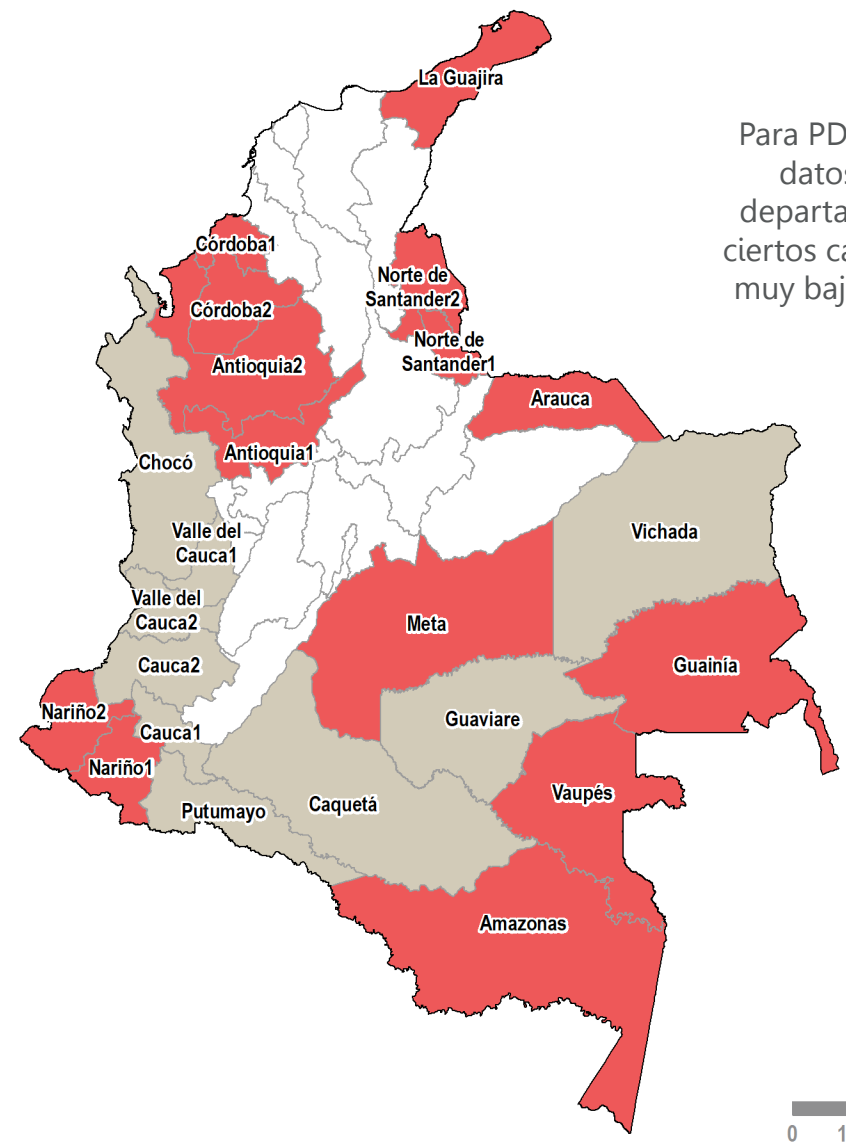 La Guajira
Para PD
datos
departa
ciertos ca
muy baj
Córdoba1
Norte de
Santander2
Córdoba2
Norte de
Santander1
Antioquia2
Arauca
Antioquia1
Chocó
Valle del
Cauca1
Vichada
Valle del
Cauca2
Meta
Cauca2
Guainía
Nariño2
Guaviare
Cauca1
Nariño1
Vaupés
Caquetá
Putumayo
Amazonas
0 1